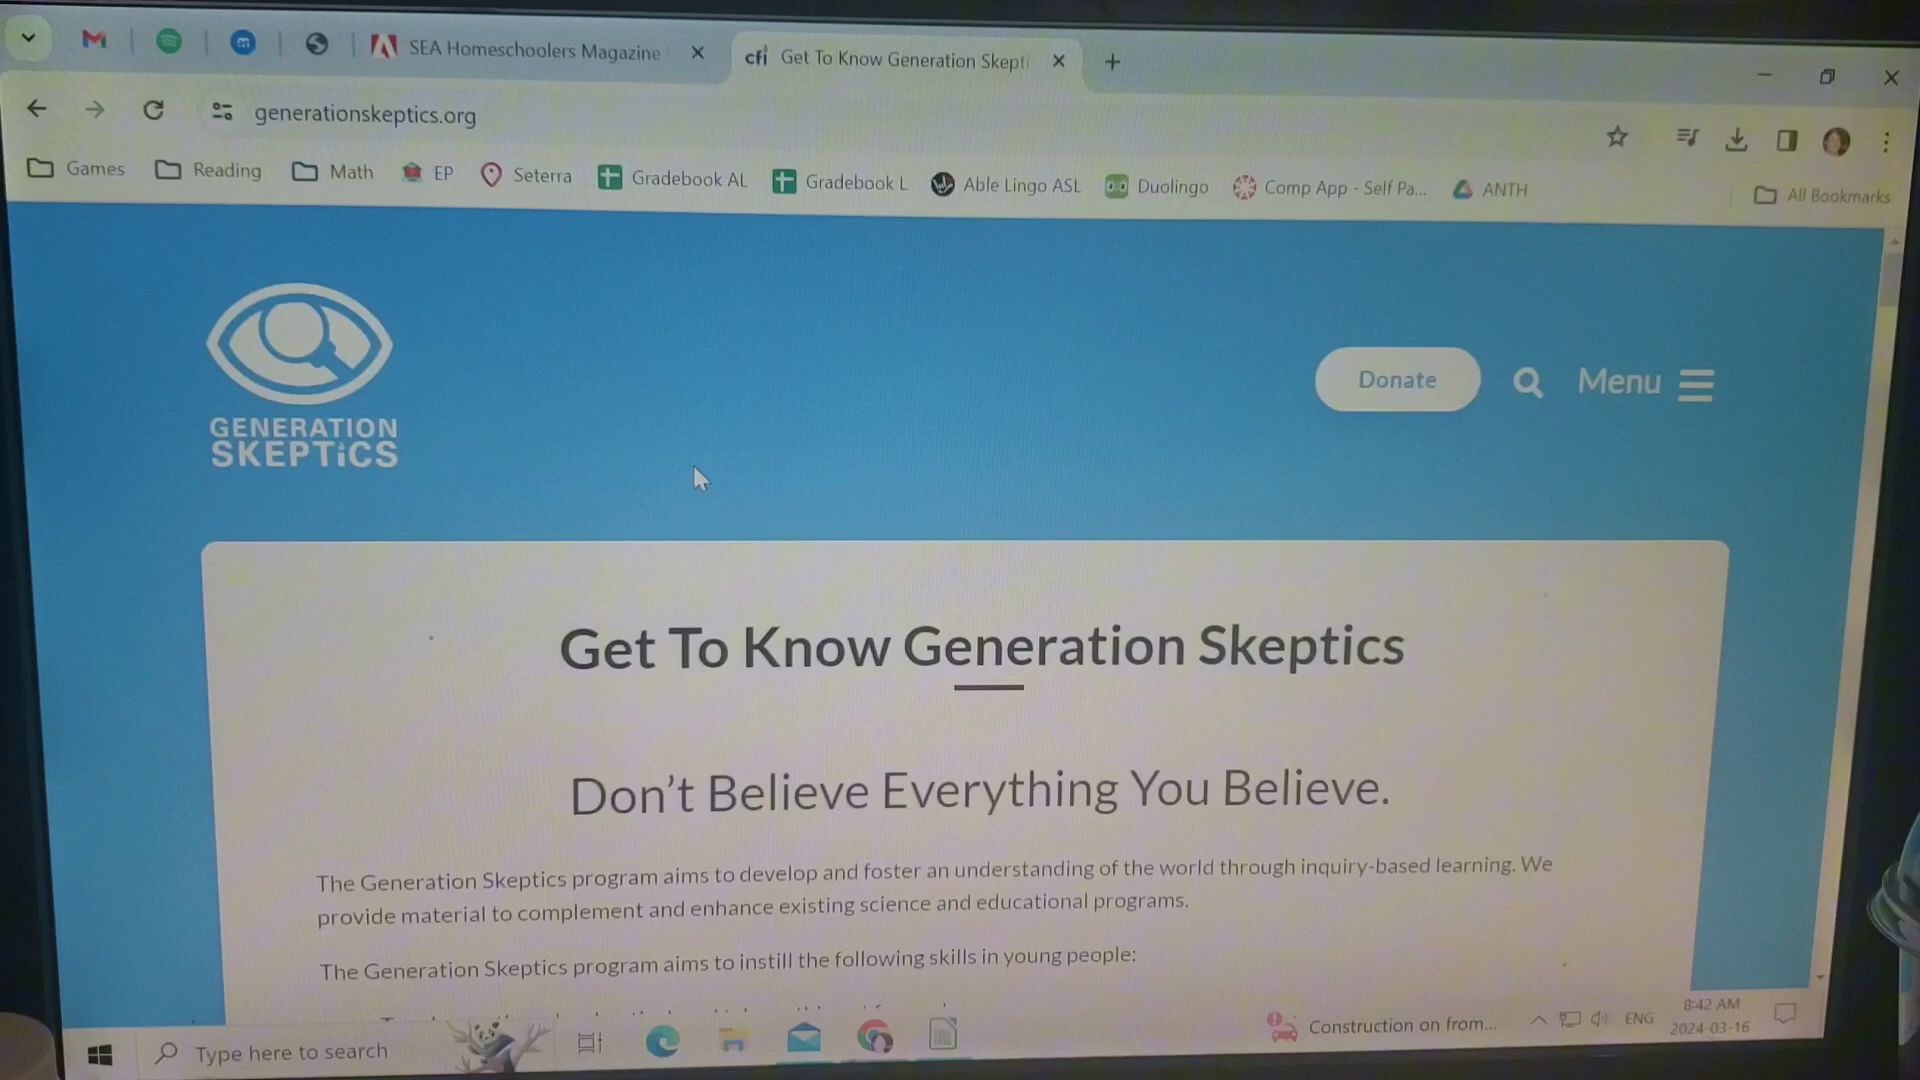 SEA Homeschoolers Magazine
cfi Get To Know Generation Skepti
generationskeptics.org
Games Reading Math EP Seterra Gradebook AL Gradebook L Able Lingo ASL Duolingo Comp App - Self Pa... ANTH All Bookmarks
GENERATION
SKEPTiCS
Donate Menu
Get To Know Generation Skeptics
Don't Believe Everything You Believe.
The Generation Skeptics program aims to develop and foster an understanding of the world through inquiry-based learning. We
provide material to complement and enhance existing science and educational programs.
The Generation Skeptics program aims to instill the following skills in young people:
Type here to search
Construction on from... ENG
8:42 AM
2024-03-16